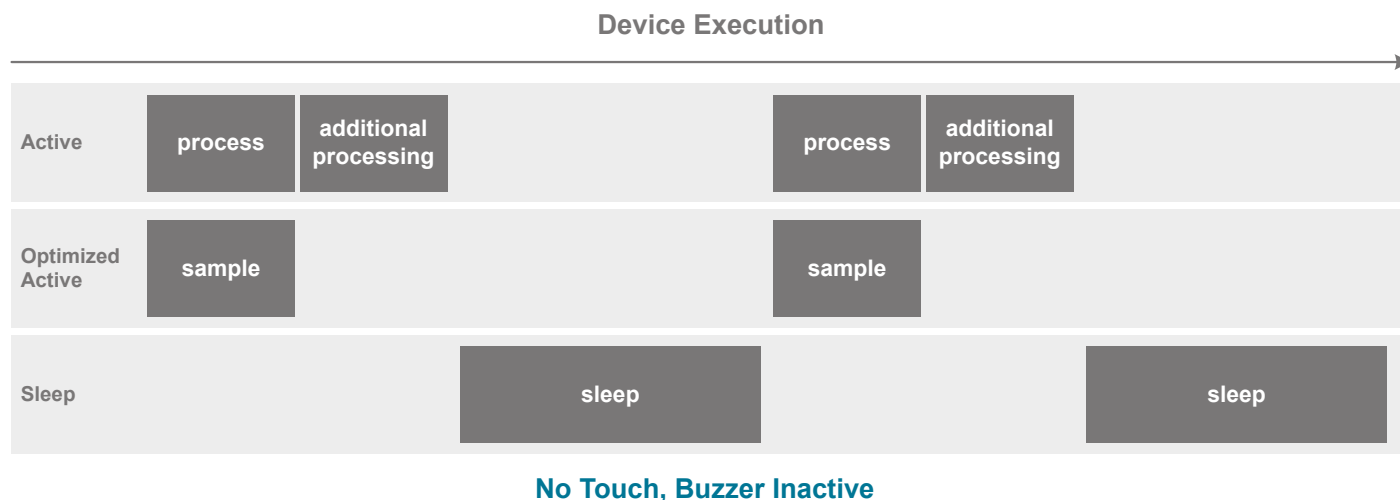 Device Execution
Active
process
additional
processing
process
additional
processing
Optimized
Active
sample
sample
Sleep
sleep
sleep
No Touch, Buzzer Inactive